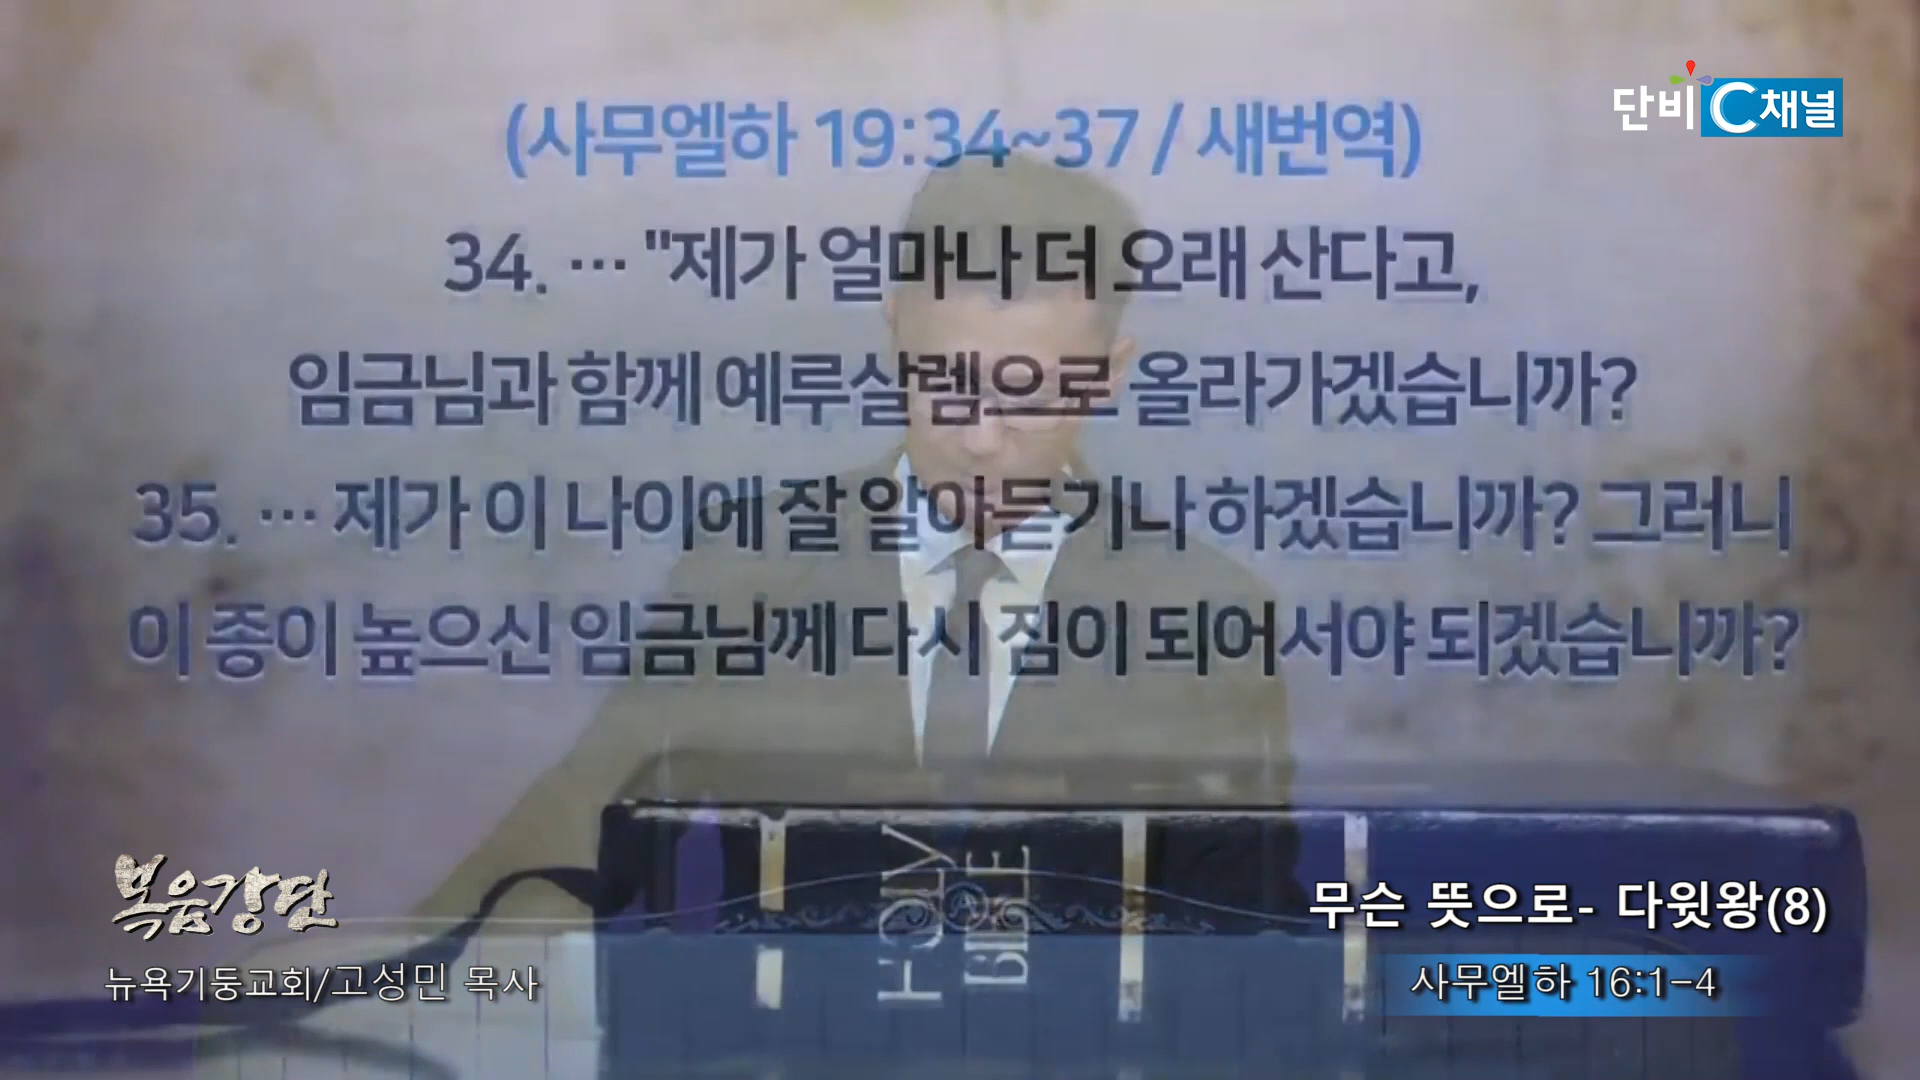 단비 C채널
(사무엘하 19:34~37 / 새번역)
34. … "제가 얼마나 더 오래 산다고,
임금님과 함께 예루살렘으로 올라가겠습니까?
35. … 제가 이 나이에 잘 알아듣기나 하겠습니까? 그러니
이 종이 높으신 임금님께 다시 짐이 되어서야 되겠습니까?
HOLY
BIBLE
복음강단
뉴욕기둥교회/고성민 목사
무슨 뜻으로- 다윗왕(8)
사무엘하 16:1-4